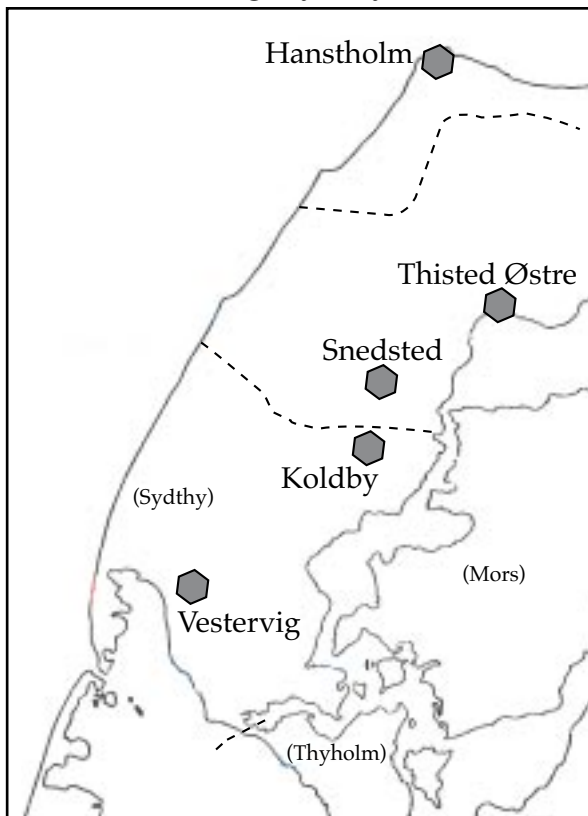 Hanstholm
Thisted Østre
Snedsted
Koldby
(Sydthy)
(Mors)
Vestervig
(Thyholm)